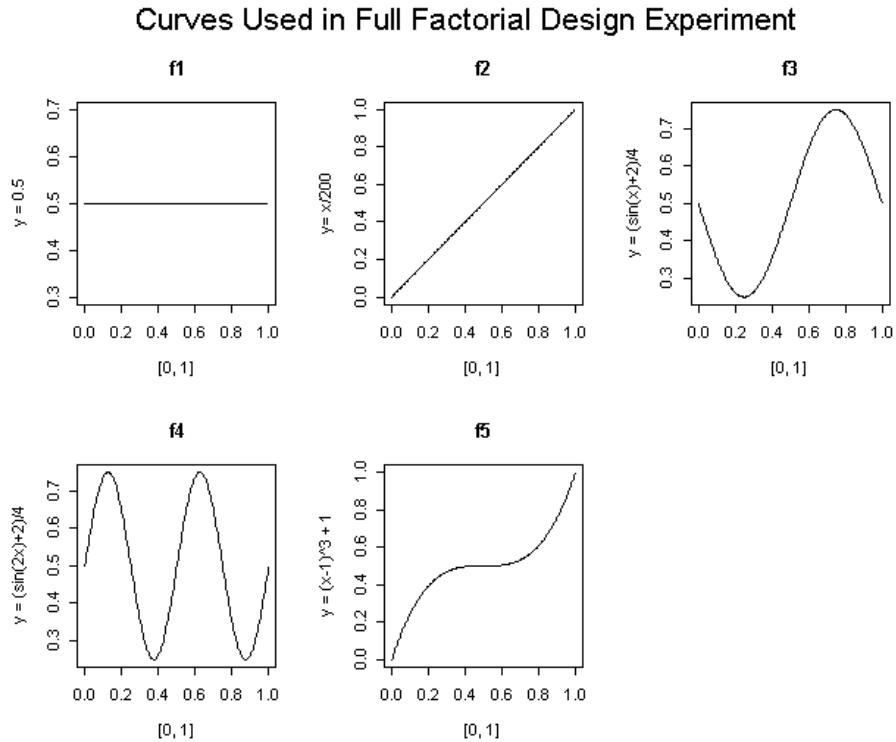 Curves Used in Full Factorial Design Experiment
f1
y = 0.5
0.3 0.4 0.5 0.6 0.7
0.0 0.2 0.4 0.6 0.8 1.0
[0, 1]
f2
y= x/200
0.0 0.2 0.4 0.6 0.8 1.0
0.0 0.2 0.4 0.6 0.8 1.0
[0, 1]
f3
y = (sin(x)+2)/4
0.3 0.4 0.5 0.6 0.7
0.0 0.2 0.4 0.6 0.8 1.0
[0, 1]
f4
y = (sin(2x)+2)/4
0.3 0.4 0.5 0.6 0.7
0.0 0.2 0.4 0.6 0.8 1.0
[0, 1]
f5
y = (x-1)^3 + 1
0.0 0.2 0.4 0.6 0.8 1.0
0.0 0.2 0.4 0.6 0.8 1.0
[0, 1]